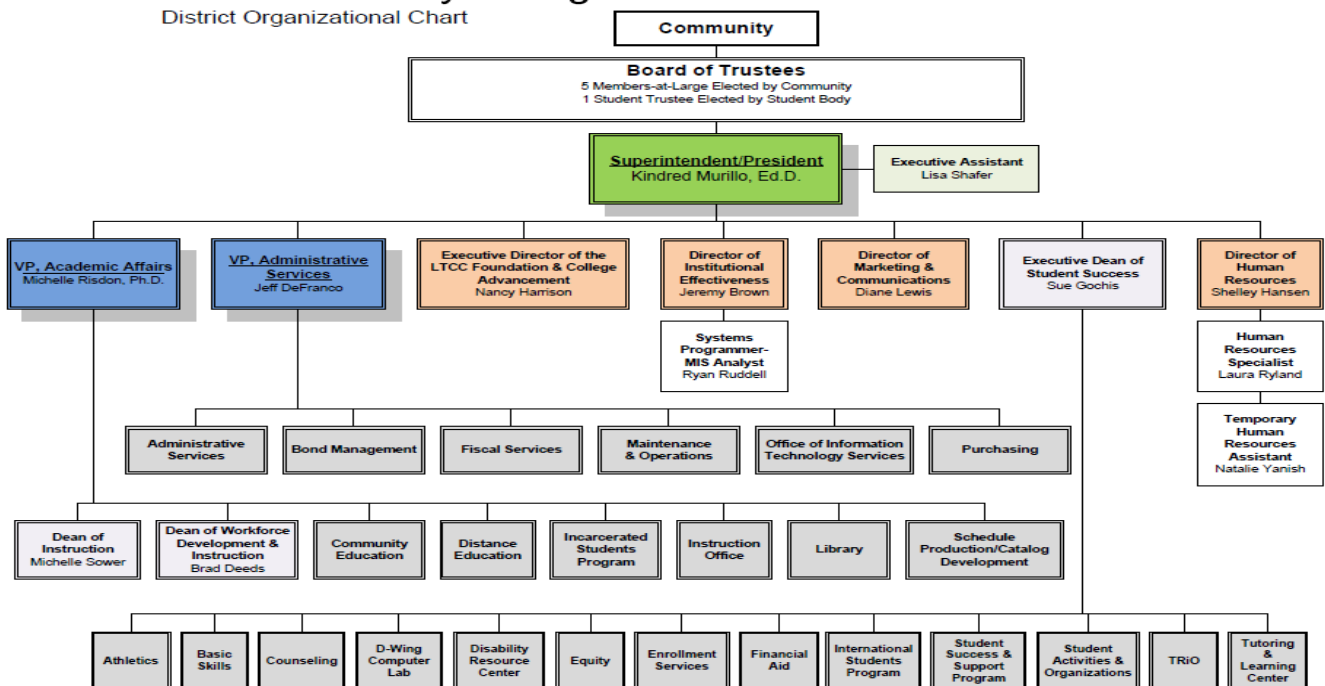 District Organizational Chart
Community
Board of Trustees
5 Members-at-Large Elected by Community
1 Student Trustee Elected by Student Body
Superintendent/President
Kindred Murillo, Ed.D.
Executive Assistant
Lisa Shafer
VP, Academic Affairs
Michelle Risdon, Ph.D.
VP, Administrative
Services
Jeff DeFranco
Executive Director of the
LTCC Foundation & College
Advancement
Nancy Harrison
Director of
Institutional
Effectiveness
Jeremy Brown
Director of
Marketing &
Communications
Diane Lewis
Executive Dean of
Student Success
Sue Gochis
Director of
Human
Resources
Shelley Hansen
Systems
Programmer-
MIS Analyst
Ryan Ruddell
Human
Resources
Specialist
Laura Ryland
Temporary
Human
Resources
Assistant
Natalie Yanish
Administrative
Services
Bond Management
Fiscal Services
Maintenance
& Operations
Office of Information
Technology Services
Purchasing
Dean of
Instruction
Michelle Sower
Dean of Workforce
Development &
Instruction
Brad Deeds
Community
Education
Distance
Education
Incarcerated
Students
Program
Instruction
Office
Library
Schedule
Production/Catalog
Development
Athletics
Basic
Skills
Counseling
D-Wing
Computer
Lab
Disability
Resource
Center
Equity
Enrollment
Services
Financial
Aid
International
Students
Program
Student
Success &
Support
Program
Student
Activities &
Organizations
TRiO
Tutoring
&
Learning
Center